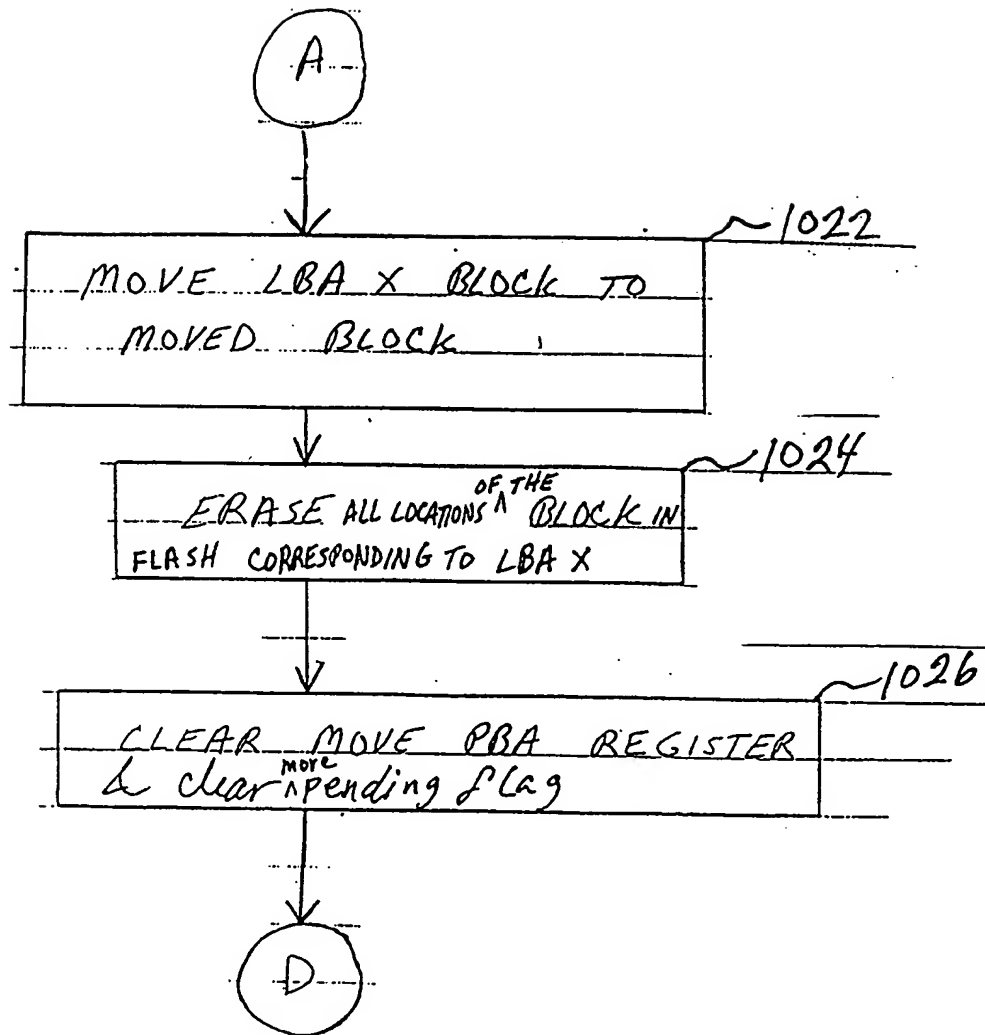 A
1022
MOVE LBA X BLOCK TO
MOVED BLOCK
1024
OF THE
ERASE ALL LOCATIONS ^ BLOCK IN
FLASH CORRESPONDING TO LBA X
1026
CLEAR MOVE PBA REGISTER
more
& clear ^ pending flag
D